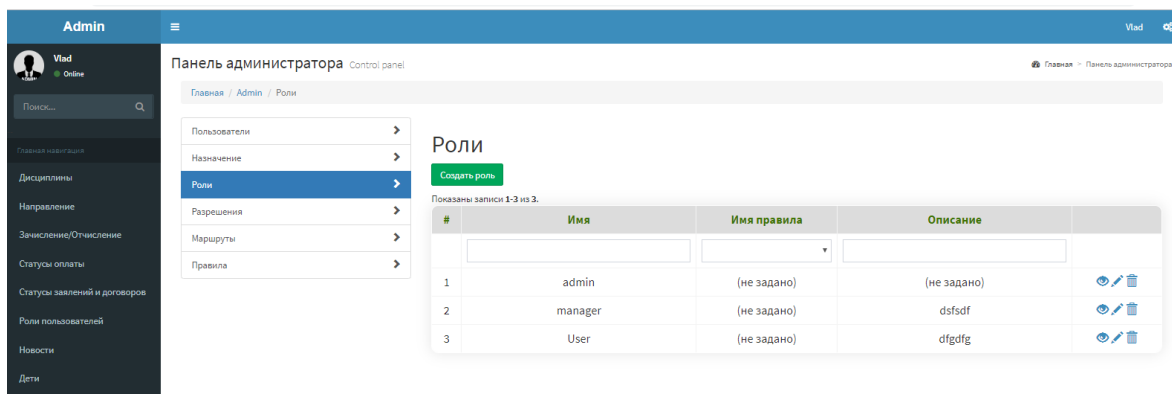 Admin
Vlad
Vlad
Online
Панель администратора Control panel
Главная > Панель администратора
Поиск...
Главная / Admin / Роли
Главная навигация
Дисциплины
Направление
Зачисление/Отчисление
Статусы оплаты
Статусы заялений и договоров
Роли пользователей
Новости
Дети
Пользователи
Назначение
Роли
Разрешения
Маршруты
Правила
Роли
Создать роль
Показаны записи 1-3 из 3.
# Имя Имя правила Описание
1 admin (не задано) (не задано)
2 manager (не задано) dsfsdf
3 User (не задано) dfgdfg